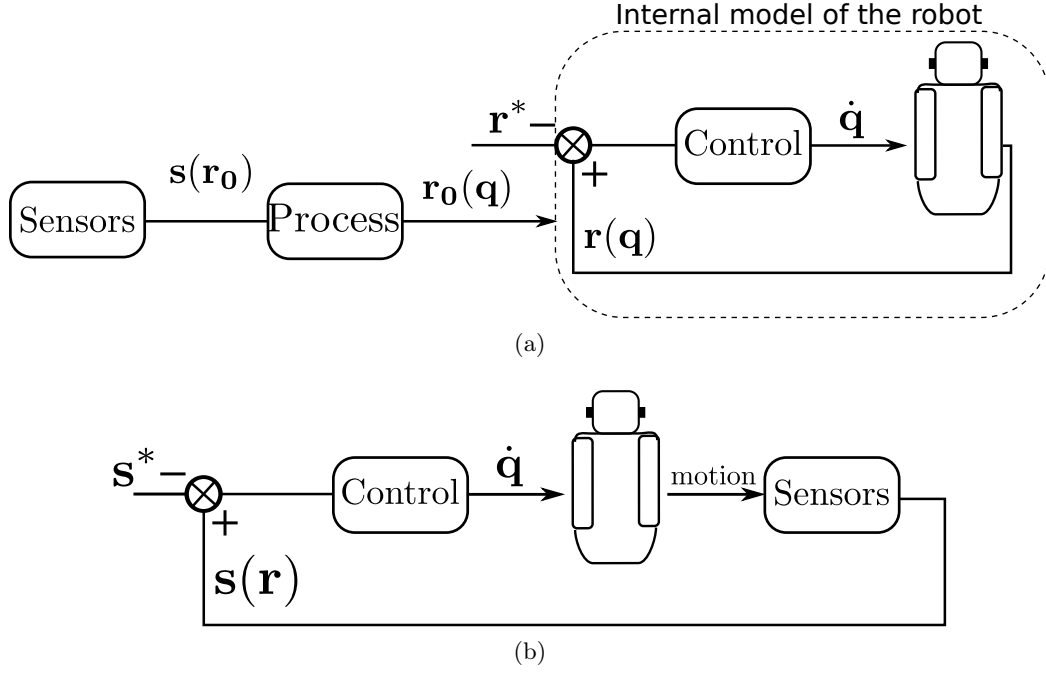 Internal model of the robot
r* − Control q̇
+
s(r₀) r₀(q)
Sensors Process
r(q)
(a)
s* − Control q̇ motion Sensors
+
s(r)
(b)